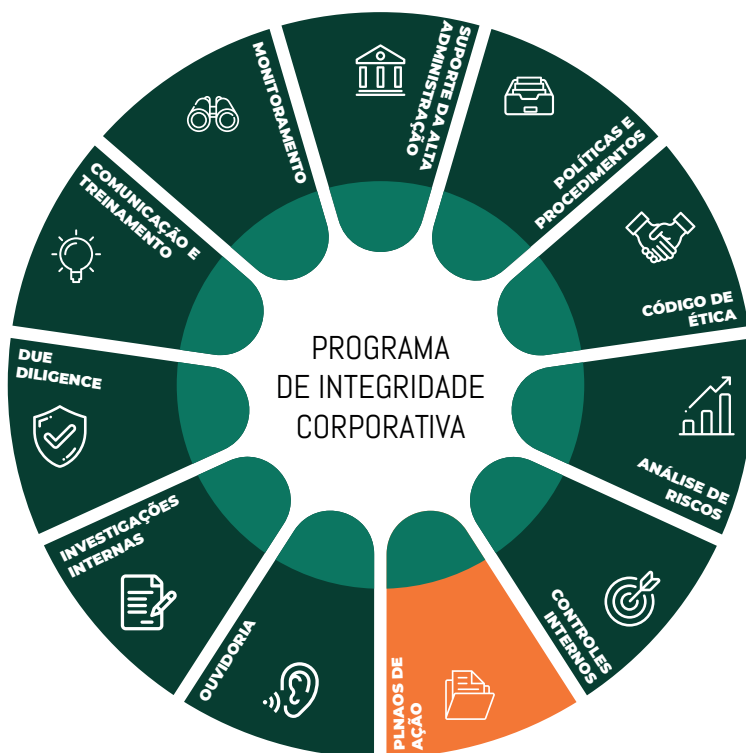 PROGRAMA
DE INTEGRIDADE
CORPORATIVA
SUPORTE DA ALTA
ADMINISTRAÇÃO
POLÍTICAS E
PROCEDIMENTOS
CÓDIGO DE
ÉTICA
ANÁLISE DE
RISCOS
CONTROLES
INTERNOS
PLNAOS DE
AÇÃO
OUVIDORIA
INVESTIGAÇÕES
INTERNAS
DUE
DILIGENCE
COMUNICAÇÃO E
TREINAMENTO
MONITORAMENTO